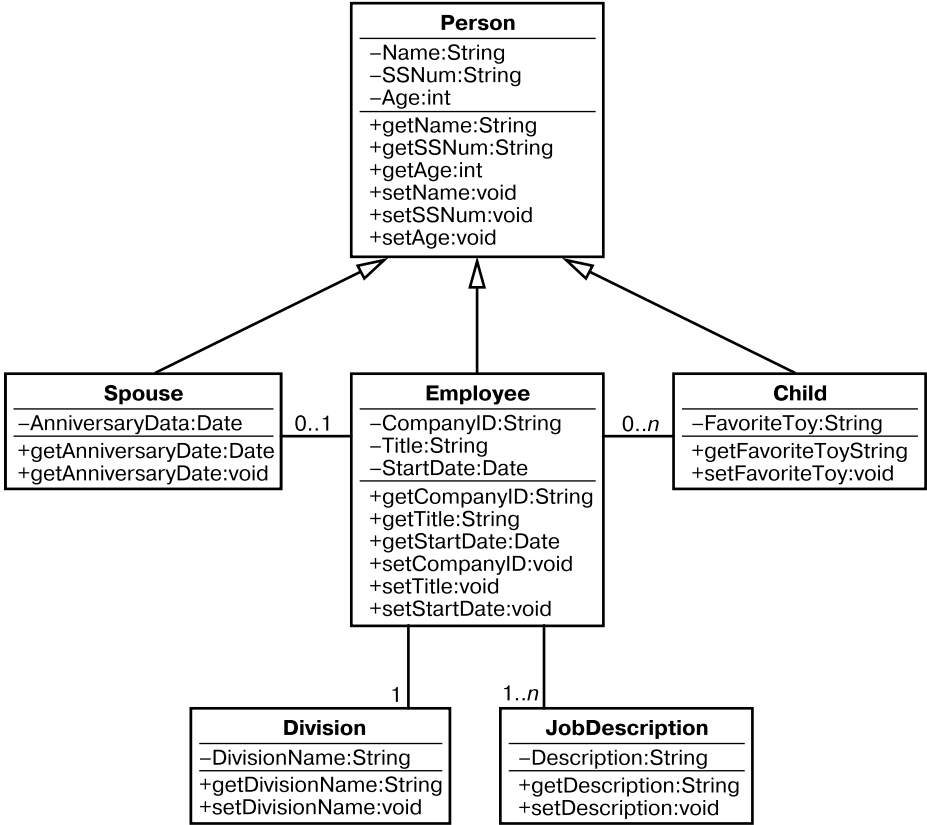 Person
–Name:String
–SSNum:String
–Age:int
+getName:String
+getSSNum:String
+getAge:int
+setName:void
+setSSNum:void
+setAge:void
Spouse
–AnniversaryData:Date
+getAnniversaryDate:Date
+getAnniversaryDate:void
0..1
Employee
–CompanyID:String
–Title:String
–StartDate:Date
+getCompanyID:String
+getTitle:String
+getStartDate:Date
+setCompanyID:void
+setTitle:void
+setStartDate:void
0..n
Child
–FavoriteToy:String
+getFavoriteToyString
+setFavoriteToy:void
1
Division
–DivisionName:String
+getDivisionName:String
+setDivisionName:void
1..n
JobDescription
–Description:String
+getDescription:String
+setDescription:void